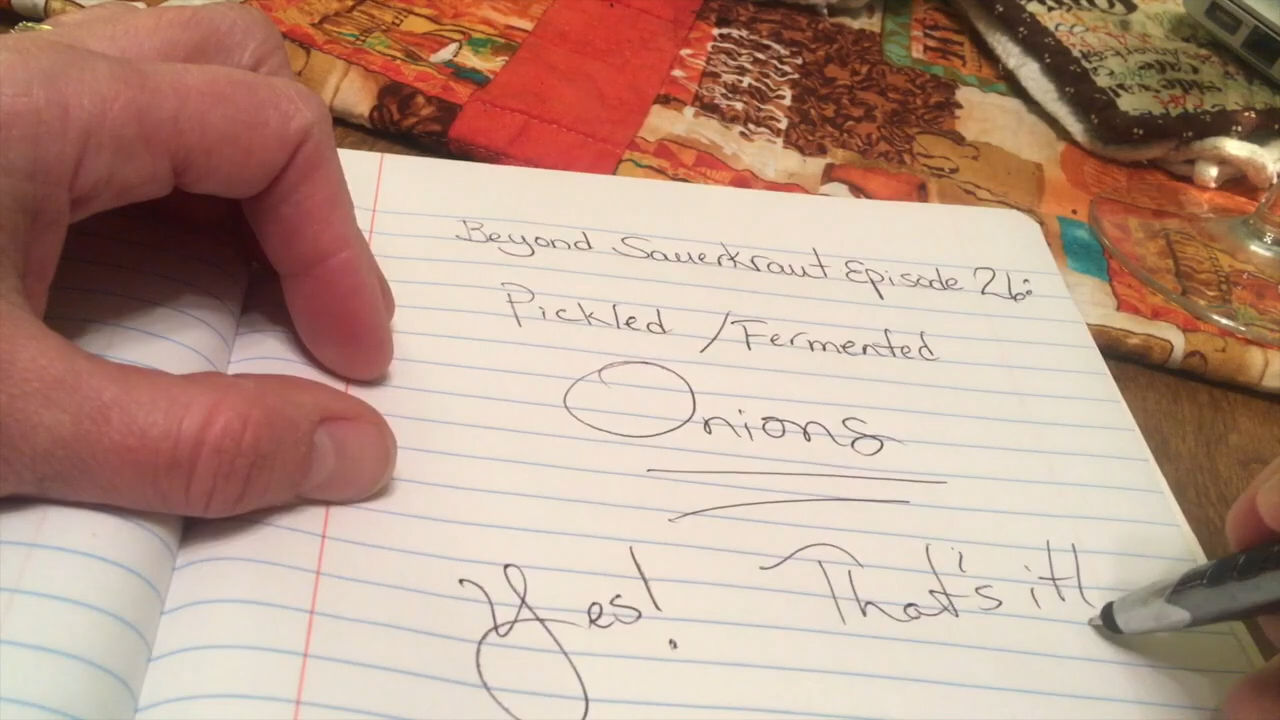 Beyond Sauerkraut Episode 26:
Pickled / Fermented
Onions
Yes! That's it!